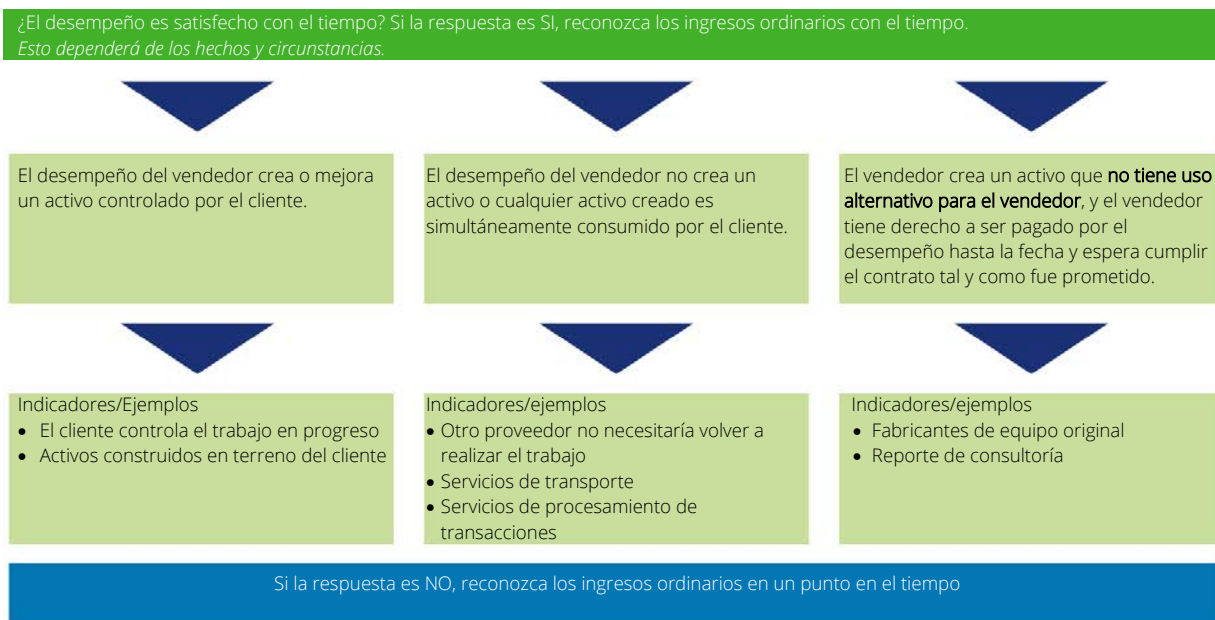 ¿El desempeño es satisfecho con el tiempo? Si la respuesta es SI, reconozca los ingresos ordinarios con el tiempo.
Esto dependerá de los hechos y circunstancias.
El desempeño del vendedor crea o mejora
un activo controlado por el cliente.
El desempeño del vendedor no crea un
activo o cualquier activo creado es
simultáneamente consumido por el cliente.
El vendedor crea un activo que no tiene uso
alternativo para el vendedor, y el vendedor
tiene derecho a ser pagado por el
desempeño hasta la fecha y espera cumplir
el contrato tal y como fue prometido.
Indicadores/Ejemplos
• El cliente controla el trabajo en progreso
• Activos construidos en terreno del cliente
Indicadores/ejemplos
• Otro proveedor no necesitaría volver a
realizar el trabajo
• Servicios de transporte
• Servicios de procesamiento de
transacciones
Indicadores/ejemplos
• Fabricantes de equipo original
• Reporte de consultoría
Si la respuesta es NO, reconozca los ingresos ordinarios en un punto en el tiempo